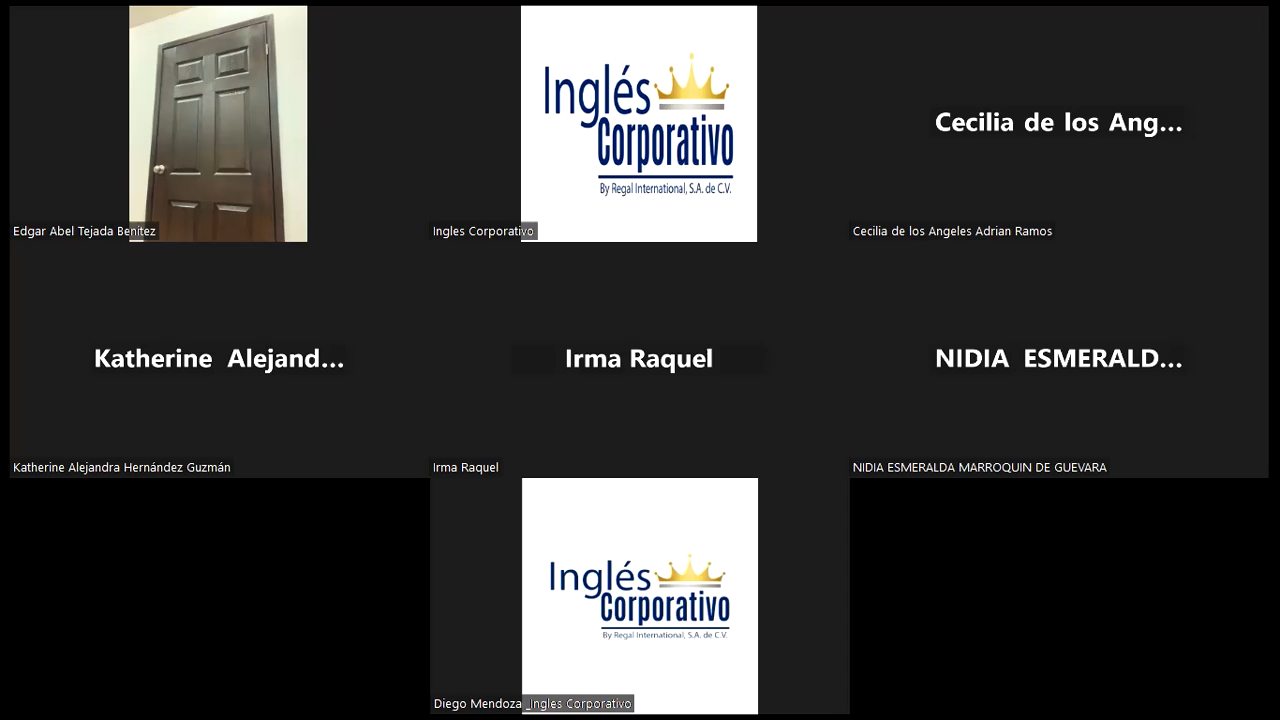 Edgar Abel Tejada Benitez
Inglés
Corporativo
By Regal International, S.A. de C.V.
Ingles Corporativo
Cecilia de los Ang...
Cecilia de los Angeles Adrian Ramos
Katherine Alejand...
Katherine Alejandra Hernández Guzmán
Irma Raquel
Irma Raquel
NIDIA ESMERALD...
NIDIA ESMERALDA MARROQUIN DE GUEVARA
Inglés
Corporativo
By Regal International, S.A. de C.V.
Diego Mendoza _Ingles Corporativo